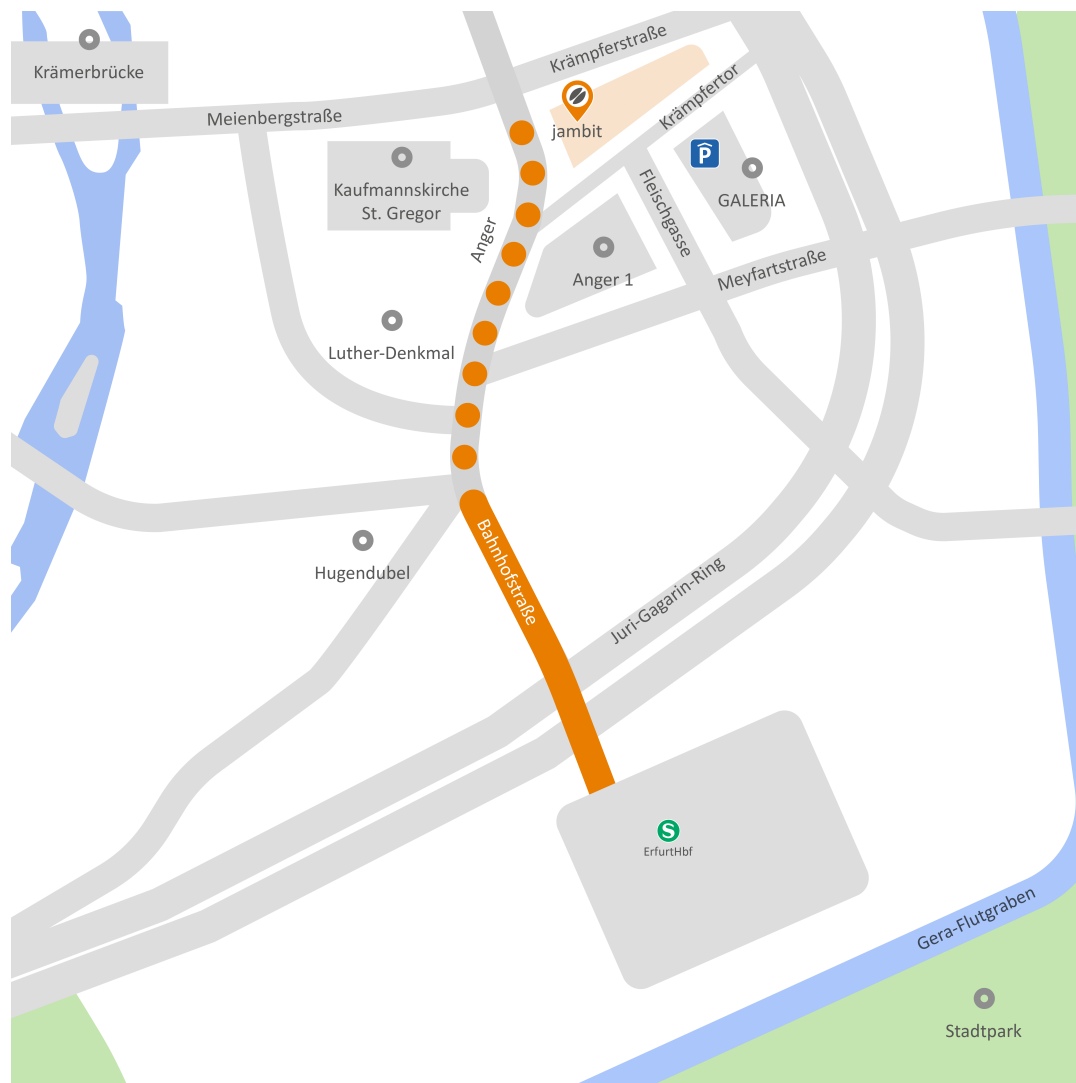 Krämpferstraße
Krämerbrücke
Meienbergstraße
Krämpfertor
jambit
P
Kaufmannskirche
St. Gregor
GALERIA
Fleischgasse
Anger
Anger 1
Meyfartstraße
Luther-Denkmal
Hugendubel
Bahnhofstraße
Juri-Gagarin-Ring
S
ErfurtHbf
Gera-Flutgraben
Stadtpark